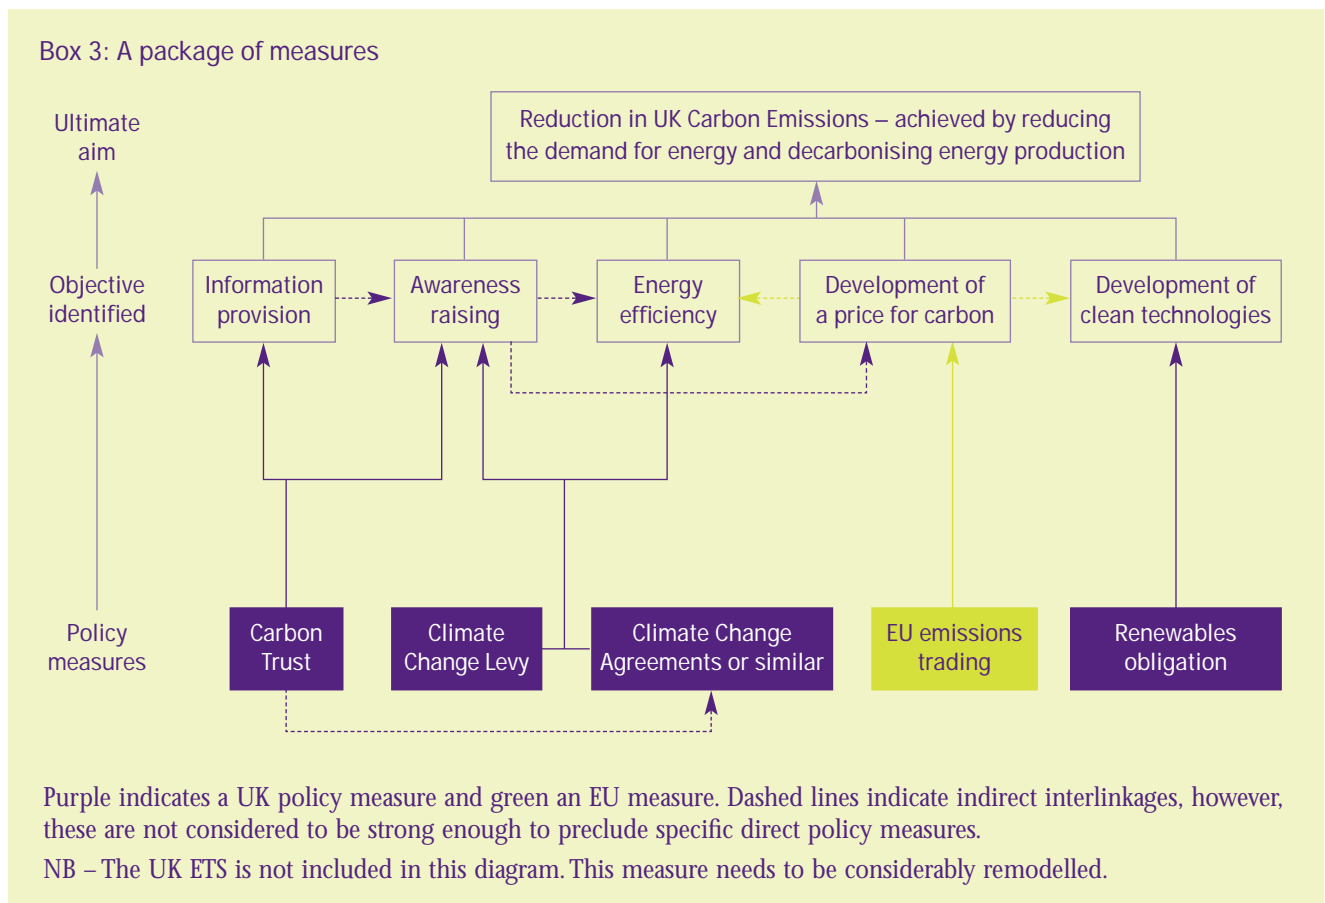 Box 3: A package of measures
Ultimate
aim
Reduction in UK Carbon Emissions – achieved by reducing
the demand for energy and decarbonising energy production
Objective
identified
Information
provision
Awareness
raising
Energy
efficiency
Development of
a price for carbon
Development of
clean technologies
Policy
measures
Carbon
Trust
Climate
Change Levy
Climate Change
Agreements or similar
EU emissions
trading
Renewables
obligation
Purple indicates a UK policy measure and green an EU measure. Dashed lines indicate indirect interlinkages, however,
these are not considered to be strong enough to preclude specific direct policy measures.
NB – The UK ETS is not included in this diagram. This measure needs to be considerably remodelled.